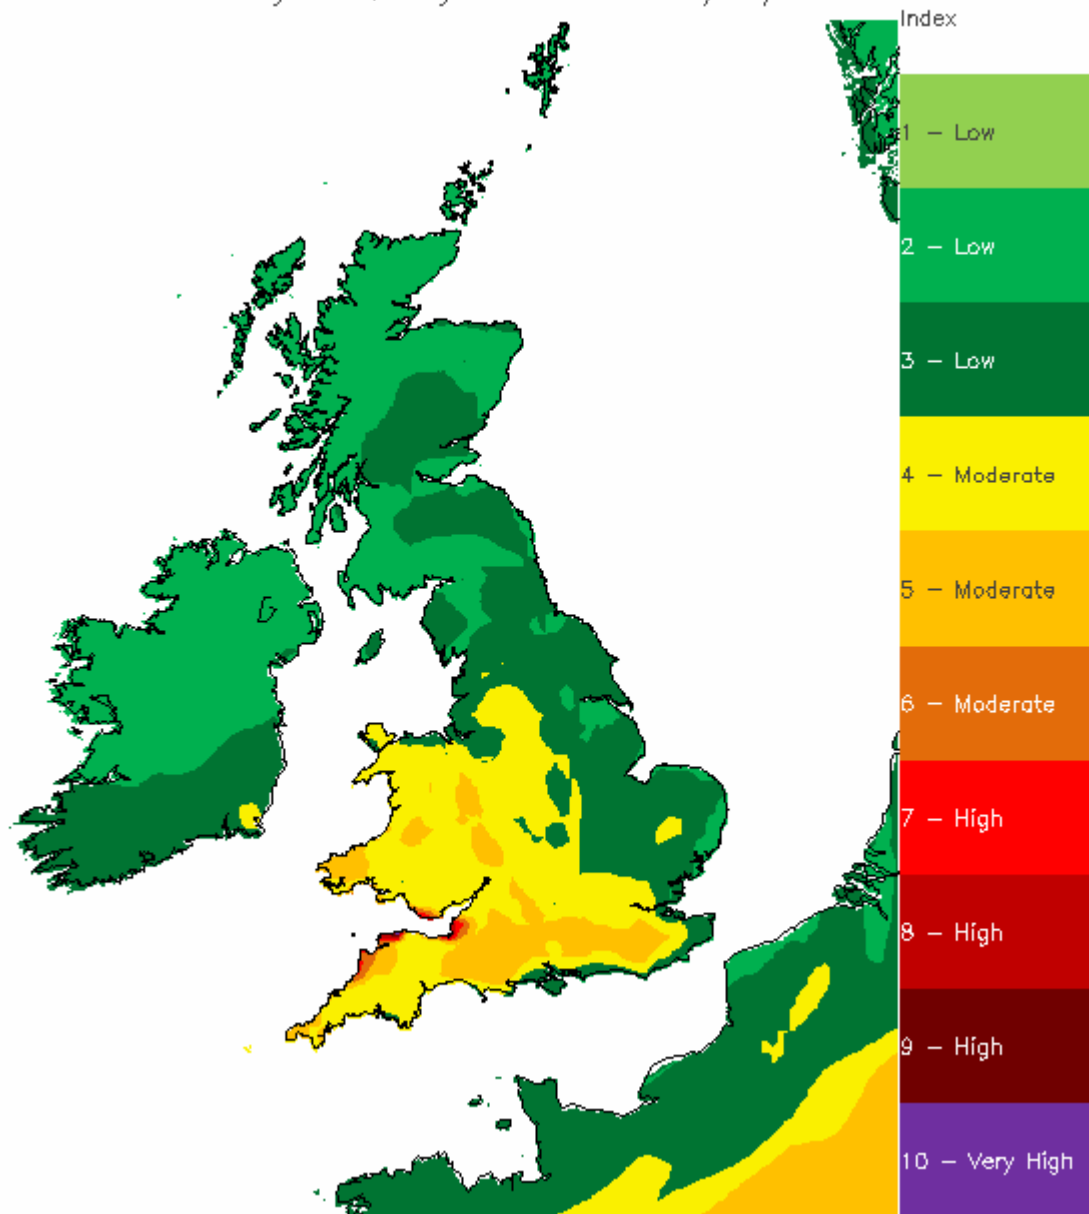 Index
1 – Low
2 – Low
3 – Low
4 – Moderate
5 – Moderate
6 – Moderate
7 – High
8 – High
9 – High
10 – Very High